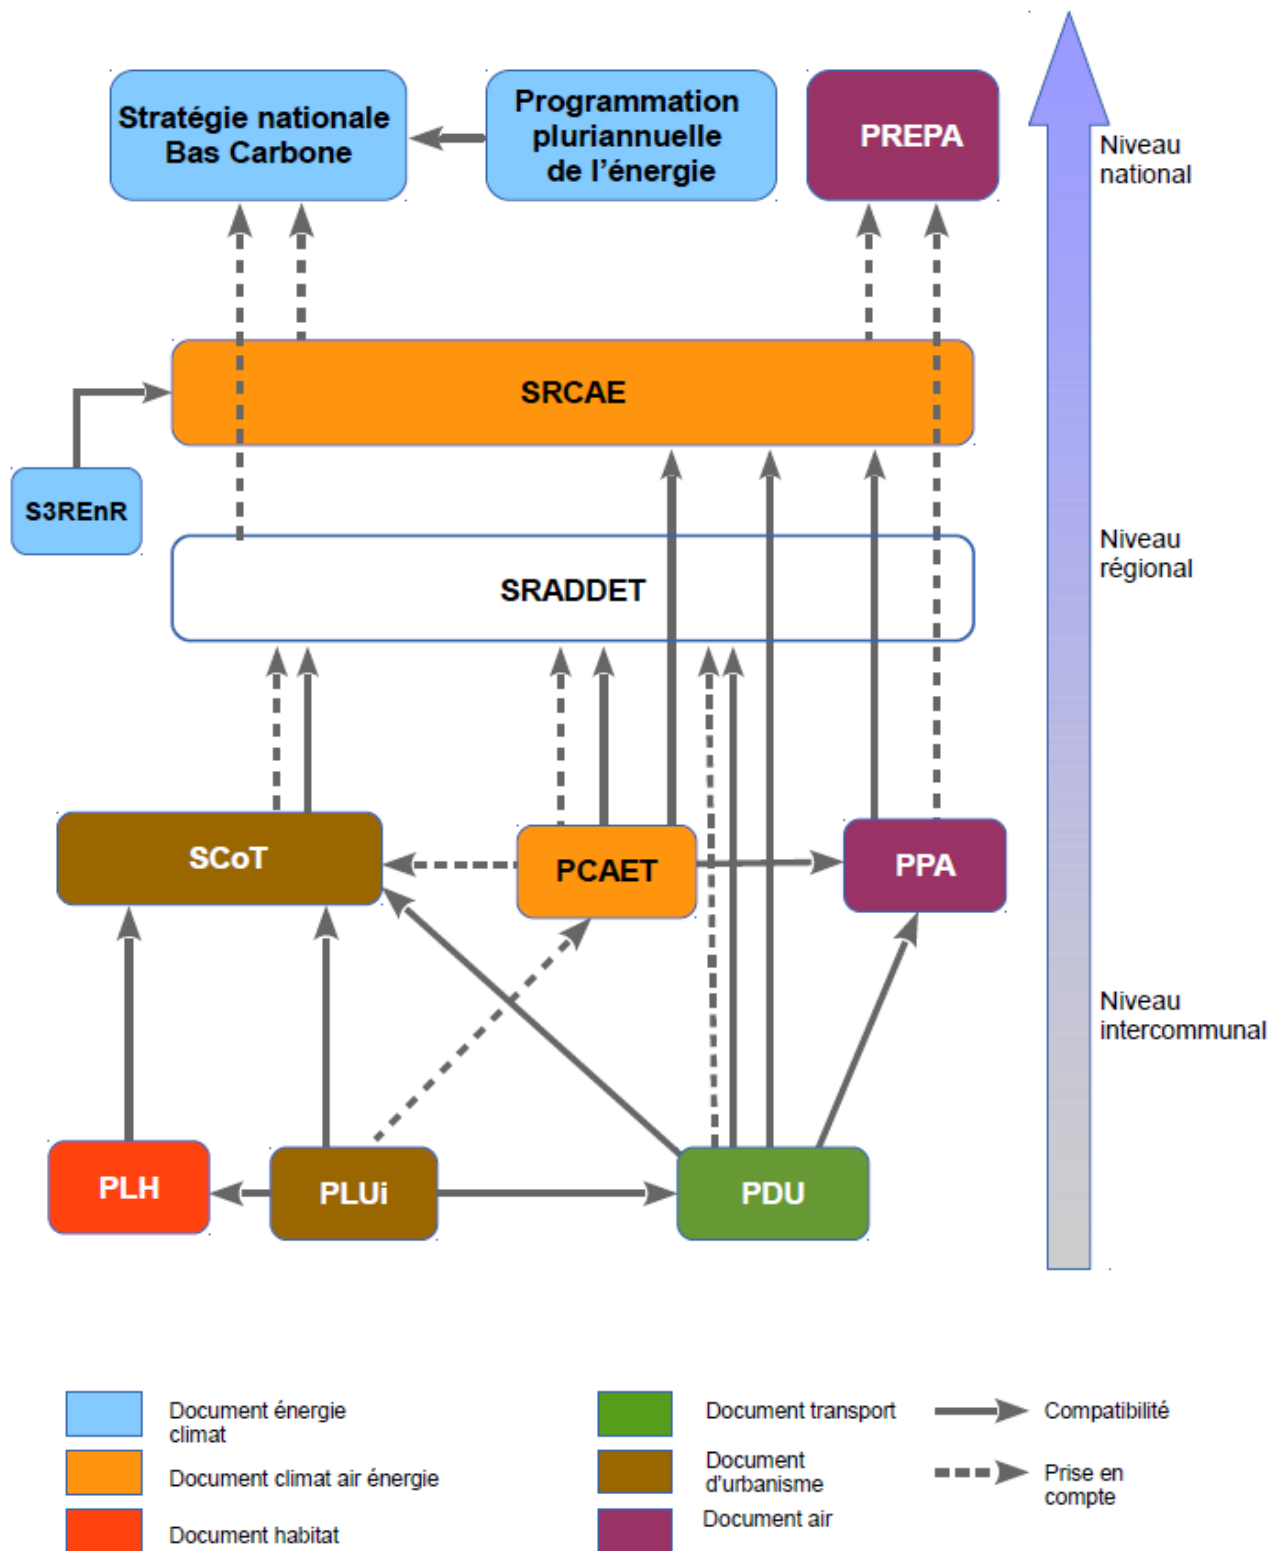 Stratégie nationale
Bas Carbone
Programmation
pluriannuelle
de l'énergie
PREPA
Niveau
national
SRCAE
S3REnR
Niveau
régional
SRADDET
SCoT
PCAET
PPA
Niveau
intercommunal
PLH
PLUi
PDU
Document énergie
climat
Document climat air énergie
Document habitat
Document transport
Document
d'urbanisme
Document air
Compatibilité
Prise en
compte